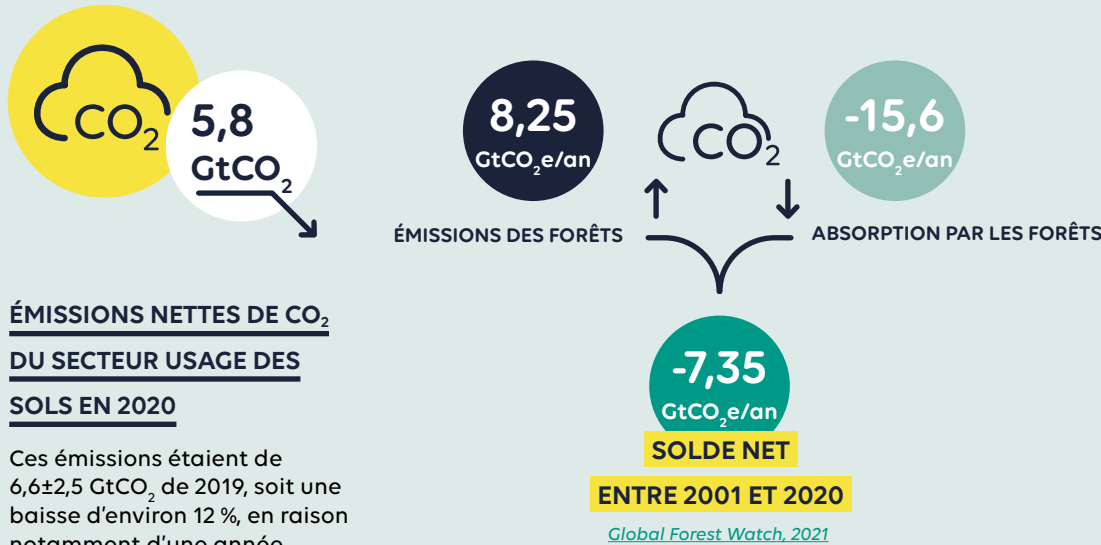 CO₂
5,8
GtCO₂
ÉMISSIONS NETTES DE CO₂
DU SECTEUR USAGE DES
SOLS EN 2020
Ces émissions étaient de
6,6±2,5 GtCO₂ de 2019, soit une
baisse d’environ 12 %, en raison
notamment d’une année
8,25
GtCO₂e/an
CO₂
-15,6
GtCO₂e/an
ÉMISSIONS DES FORÊTS
ABSORPTION PAR LES FORÊTS
-7,35
GtCO₂e/an
SOLDE NET
ENTRE 2001 ET 2020
Global Forest Watch, 2021